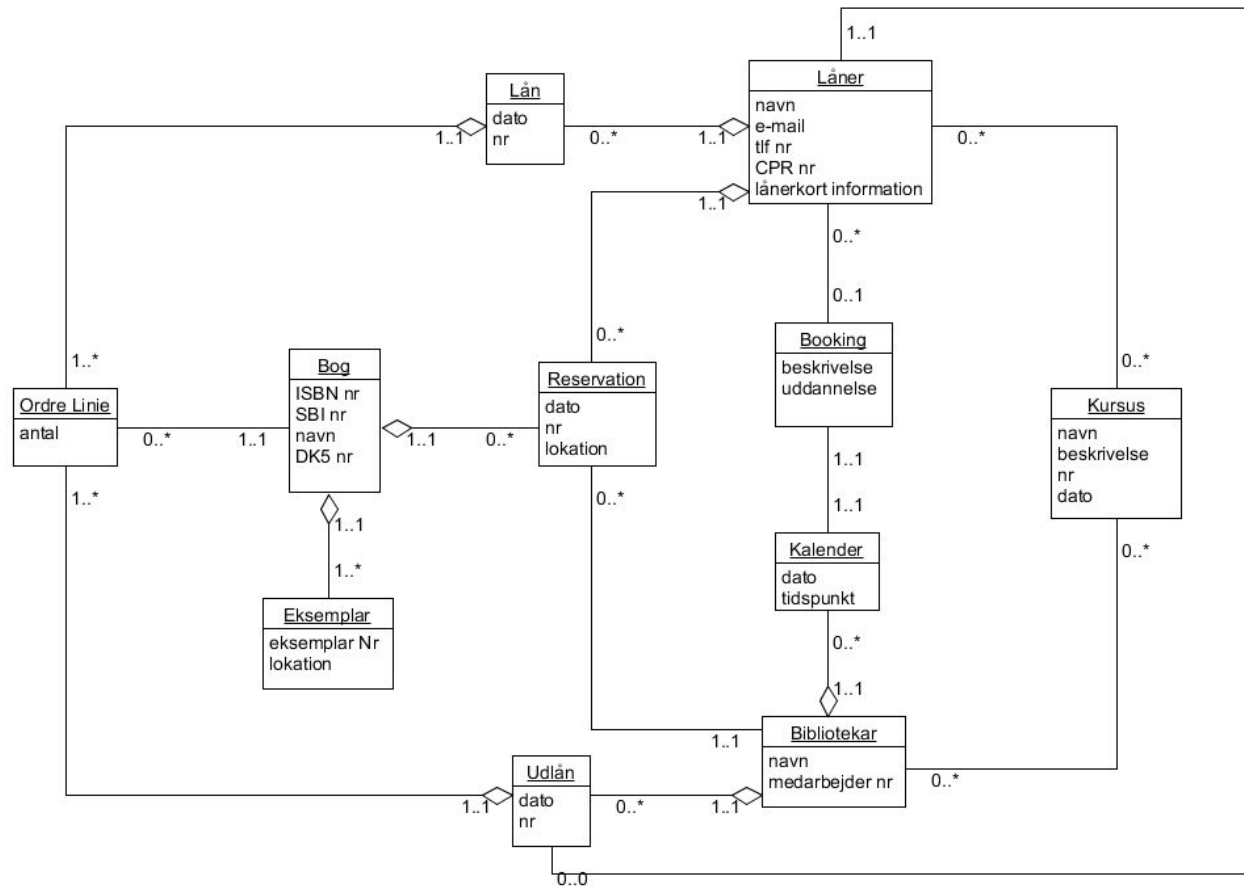 1..1
Låner
navn
e-mail
tlf nr
CPR nr
lånerkort information
Lån
dato
nr
1..1
0..*
1..1
0..*
1..1
0..*
0..1
1..*
0..*
0..*
Bog
ISBN nr
SBI nr
navn
DK5 nr
Reservation
dato
nr
lokation
Booking
beskrivelse
uddannelse
Ordre Linie
antal
Kursus
navn
beskrivelse
nr
dato
0..*
1..1
1..1
0..*
1..1
1..1
1..*
0..*
0..*
1..1
1..*
Kalender
dato
tidspunkt
Eksemplar
eksemplar Nr
lokation
0..*
1..1
1..1
Bibliotekar
navn
medarbejder nr
Udlån
dato
nr
1..1
0..*
1..1
0..*
0..0